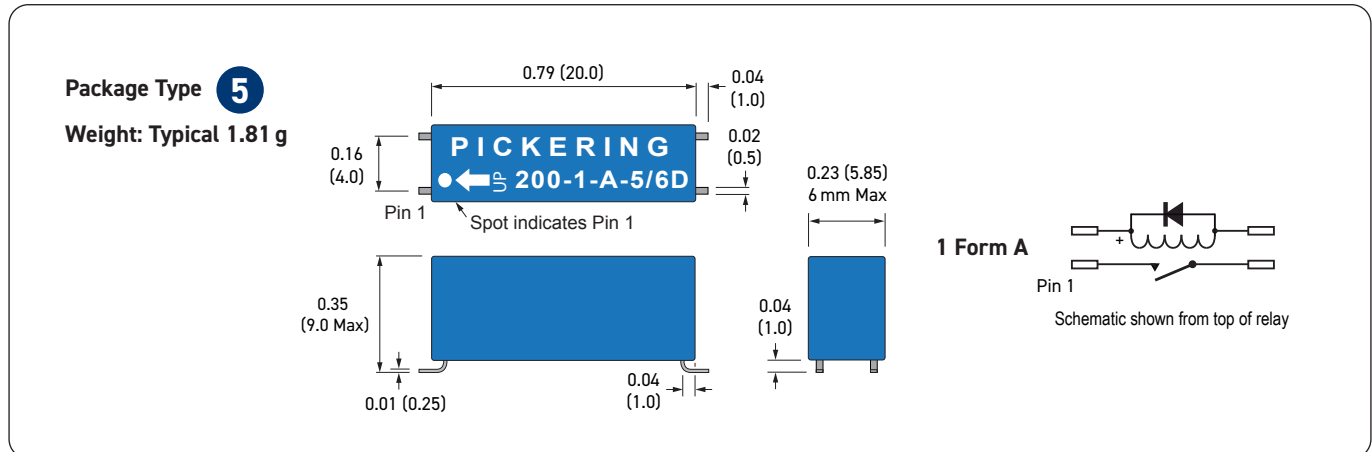 Package Type 5
Weight: Typical 1.81 g
0.79 (20.0)
0.04
(1.0)
0.16
(4.0)
PICKERING
UP 200-1-A-5/6D
0.02
(0.5)
Pin 1
Spot indicates Pin 1
0.23 (5.85)
6 mm Max
0.35
(9.0 Max)
0.01 (0.25)
0.04
(1.0)
0.04
(1.0)
1 Form A
+
Pin 1
Schematic shown from top of relay